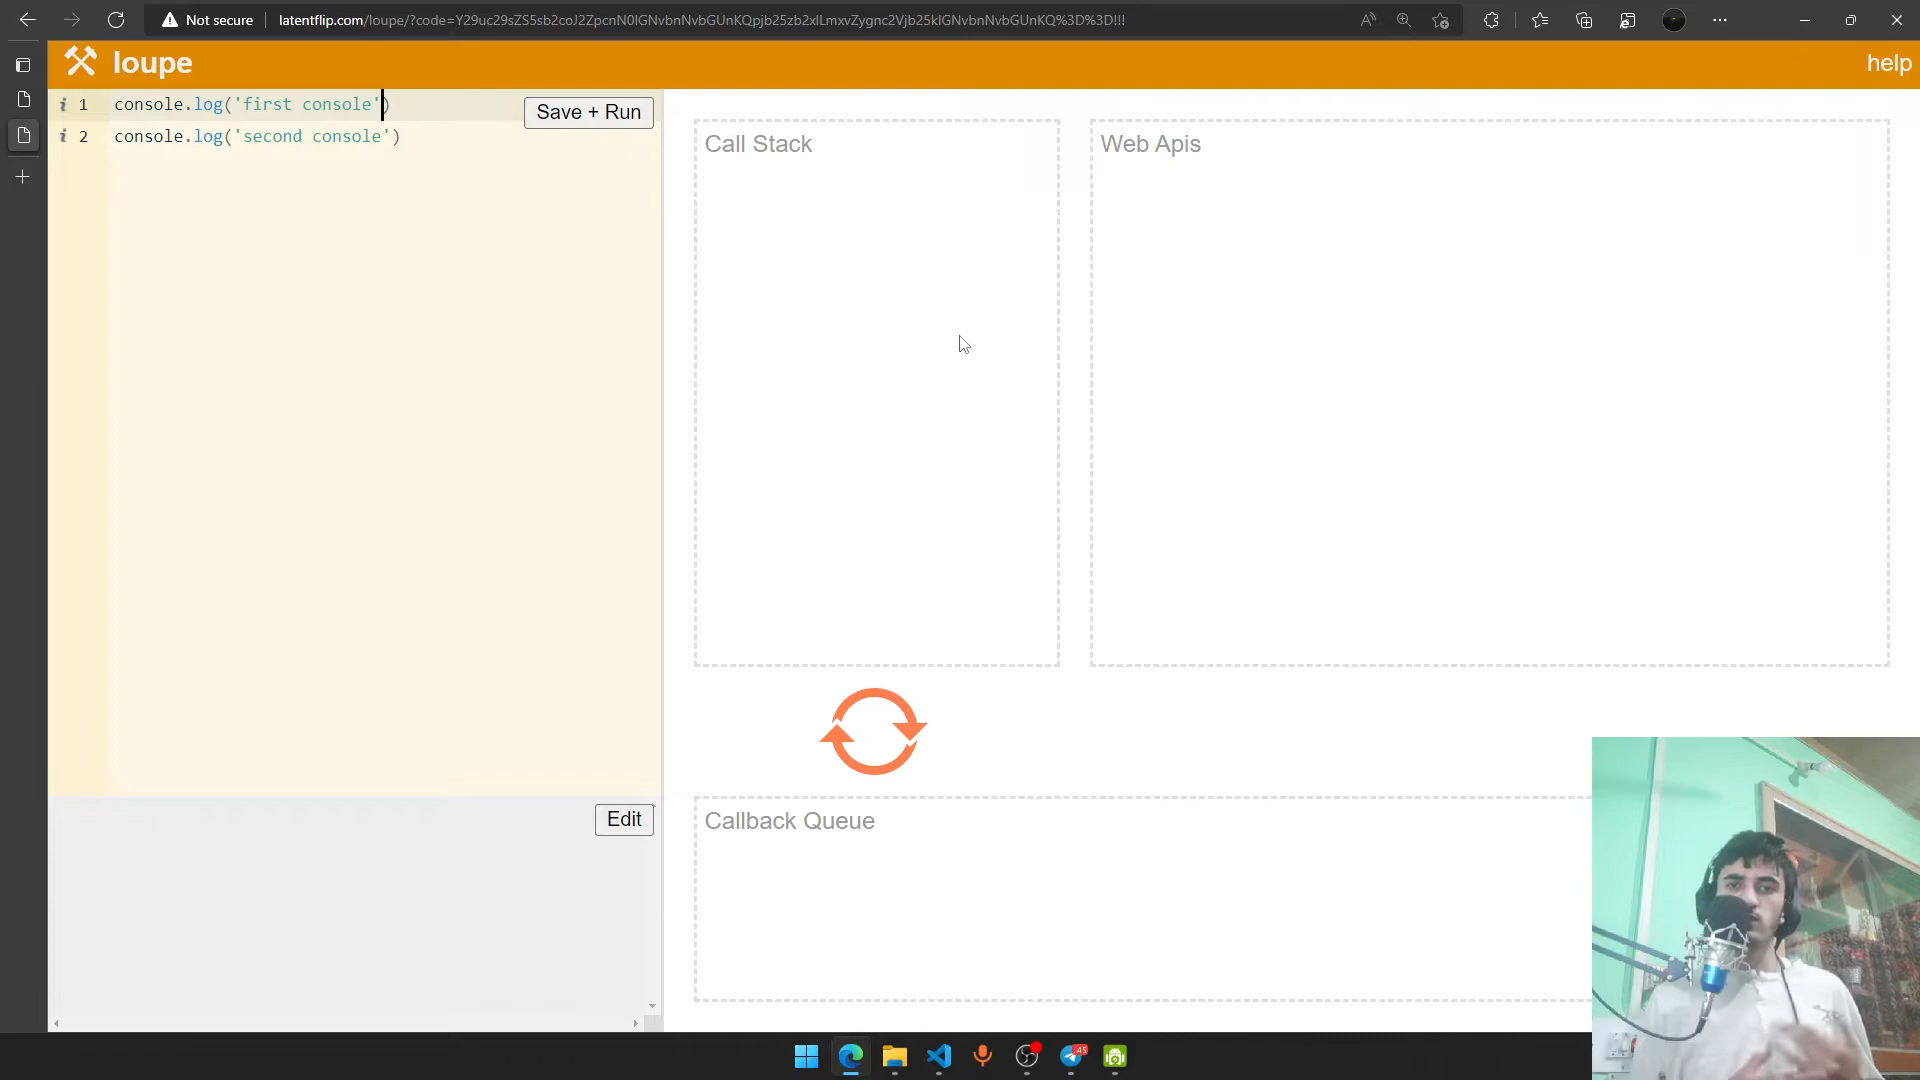 Not secure
latentflip.com/loupe/?code=Y29uc29sZS5sb2coJ2ZpcnN0IGNvbnNvbGUnKQpjb25zb2xlLmxvZygnc2Vjb25kIGNvbnNvbGUnKQ%3D%3D!!!
loupe
help
1 console.log('first console')
Save + Run
2 console.log('second console')
Call Stack
Web Apis
Edit
Callback Queue
45